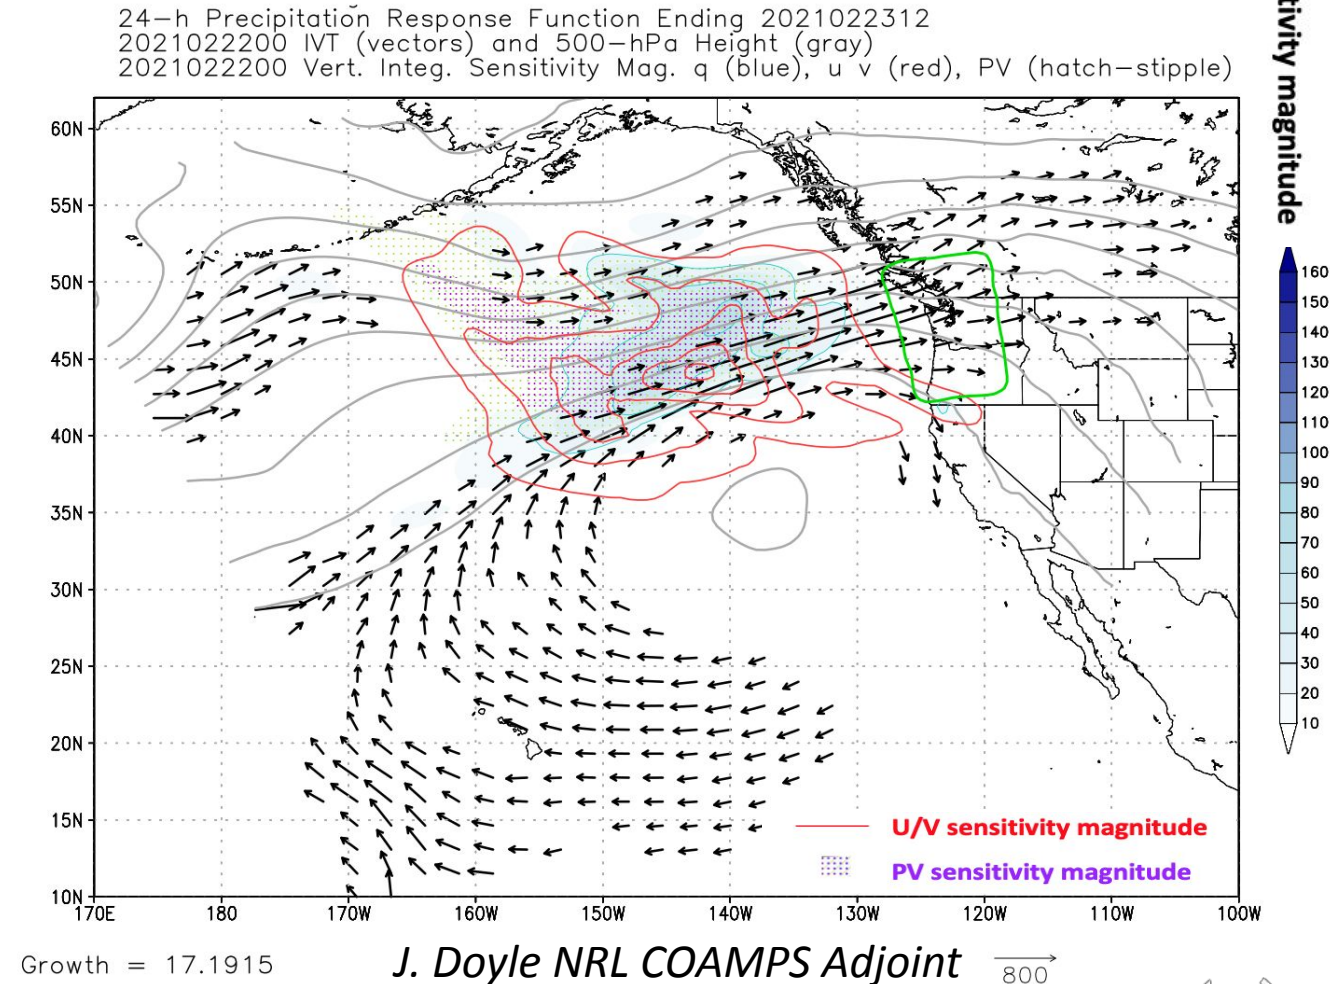 24-h Precipitation Response Function Ending 2021022312
2021022200 IVT (vectors) and 500-hPa Height (gray)
2021022200 Vert. Integ. Sensitivity Mag. q (blue), u v (red), PV (hatch-stipple)
60N
55N
50N
45N
40N
35N
30N
25N
20N
15N
10N
170E 180 170W 160W 150W 140W 130W 120W 110W 100W
U/V sensitivity magnitude
PV sensitivity magnitude
magnitude
160
150
140
130
120
110
100
90
80
70
60
50
40
30
20
10
Growth = 17.1915
J. Doyle NRL COAMPS Adjoint
800